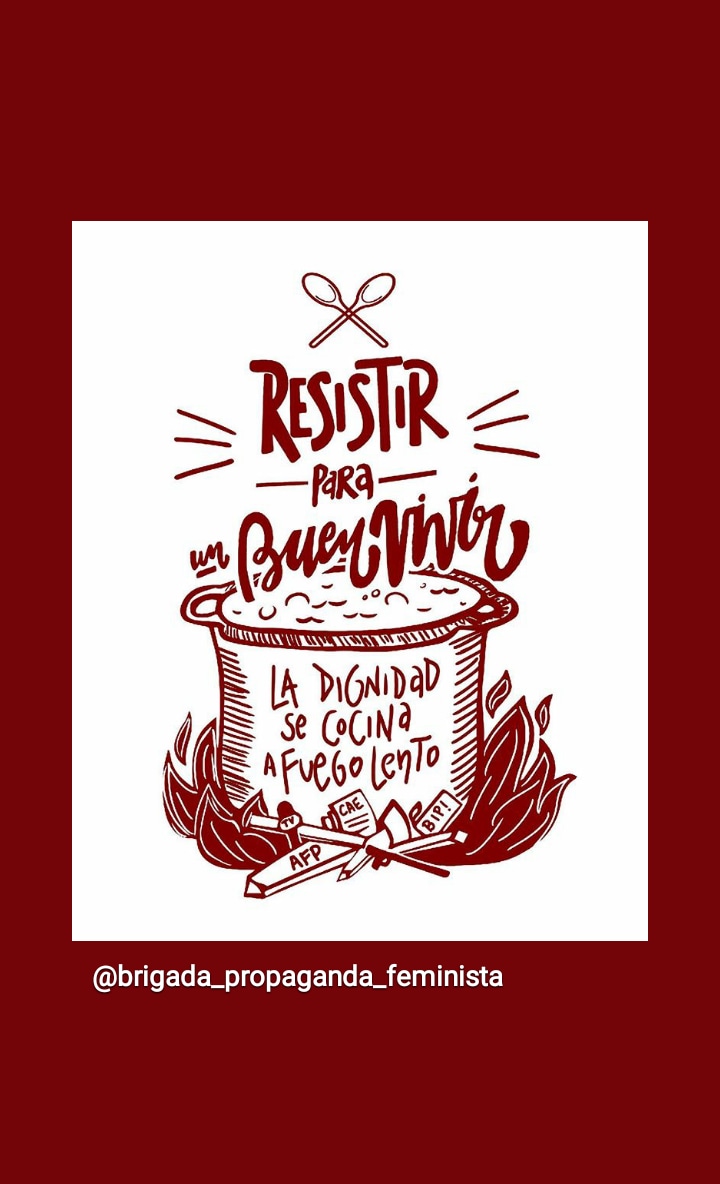 RESISTIR
PARA
un Buen Vivir
LA DIGNIDAD
Se COCINA
A FUEGO LENTO
CAE
TV
BIP!
AFP
@brigada_propaganda_feminista